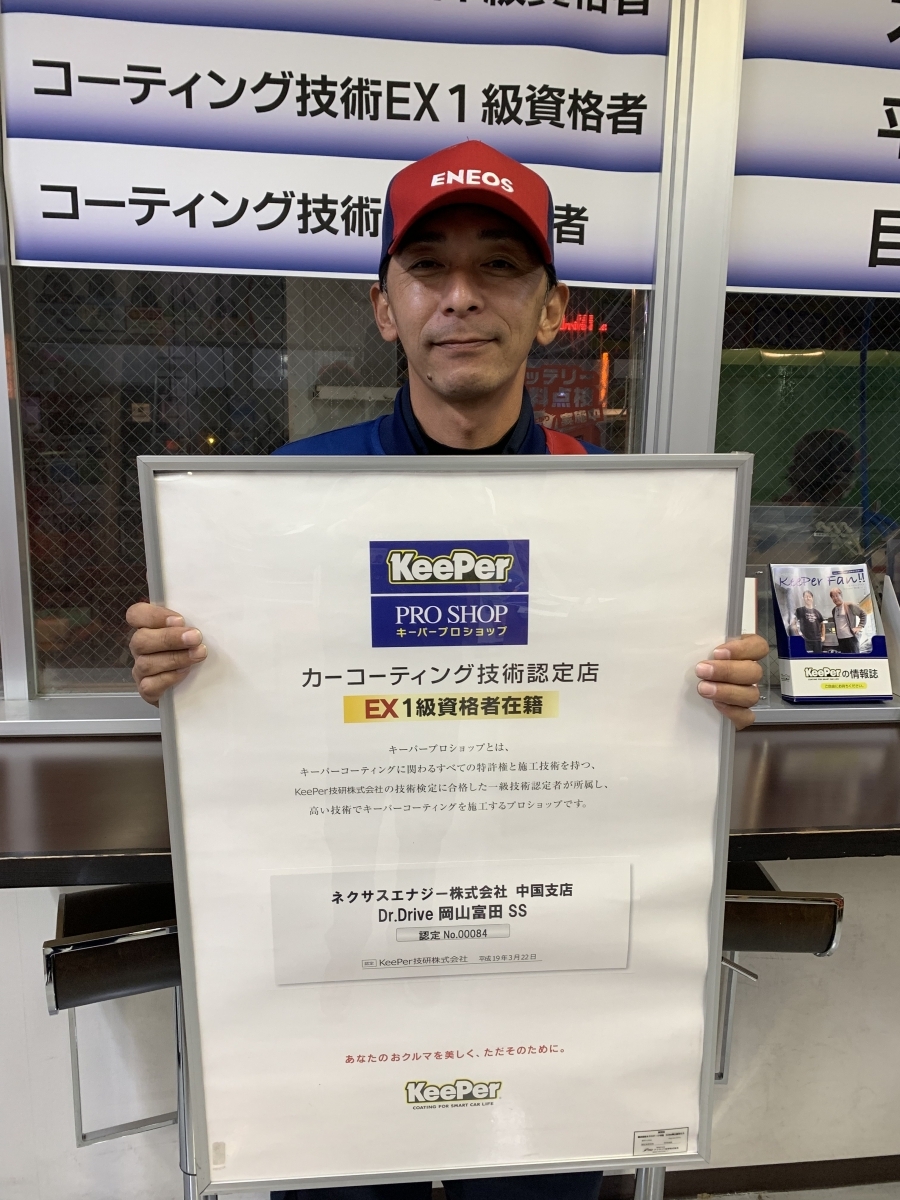 コーティング技術EX1級資格者
コーティング技術
者
ENEOS
KeePer
PRO SHOP
キーパープロショップ
カーコーティング技術認定店
EX1級資格者在籍
キーパープロショップとは、
キーパーコーティングに関わるすべての特許権と施工技術を持つ、
KeePer技研株式会社の技術検定に合格した一級技術認定者が所属し、
高い技術でキーパーコーティングを施工するプロショップです。
ネクサスエナジー株式会社 中国支店
Dr.Drive 岡山富田 SS
認定 No.00084
認定 KeePer技研株式会社 平成19年3月22日
あなたのおクルマを美しく、ただそのために。
KeePer
COATING FOR SMART CAR LIFE
KeePer Fan!!
KeePerの情報誌